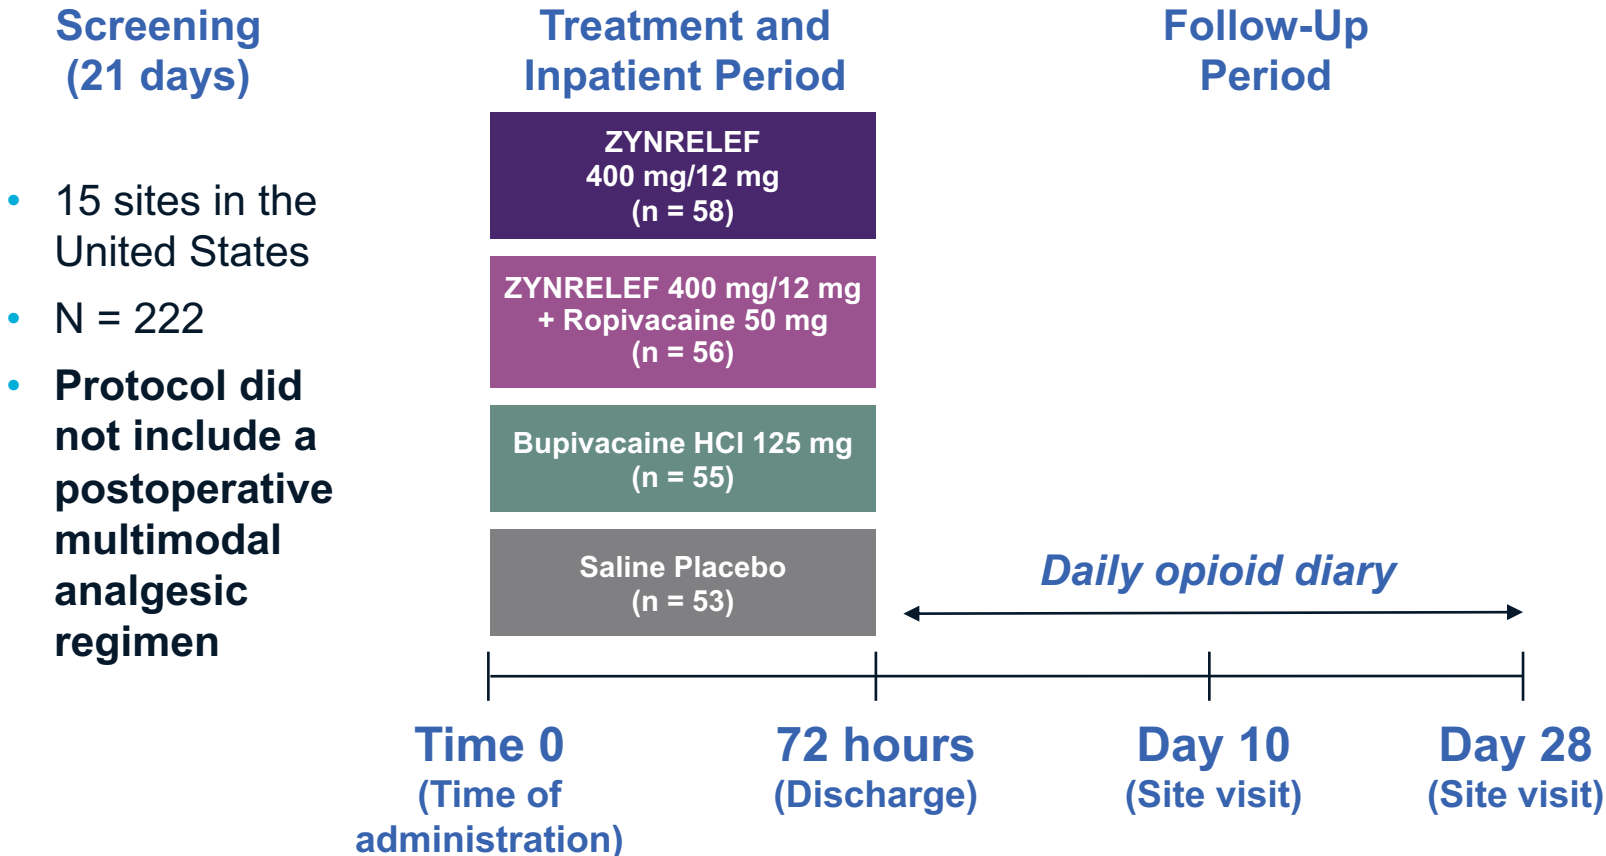 Screening
(21 days)
• 15 sites in the
United States
• N = 222
• Protocol did
not include a
postoperative
multimodal
analgesic
regimen
Treatment and
Inpatient Period
ZYNRELEF
400 mg/12 mg
(n = 58)
ZYNRELEF 400 mg/12 mg
+ Ropivacaine 50 mg
(n = 56)
Bupivacaine HCl 125 mg
(n = 55)
Saline Placebo
(n = 53)
Follow-Up
Period
Daily opioid diary
Time 0
(Time of
administration)
72 hours
(Discharge)
Day 10
(Site visit)
Day 28
(Site visit)